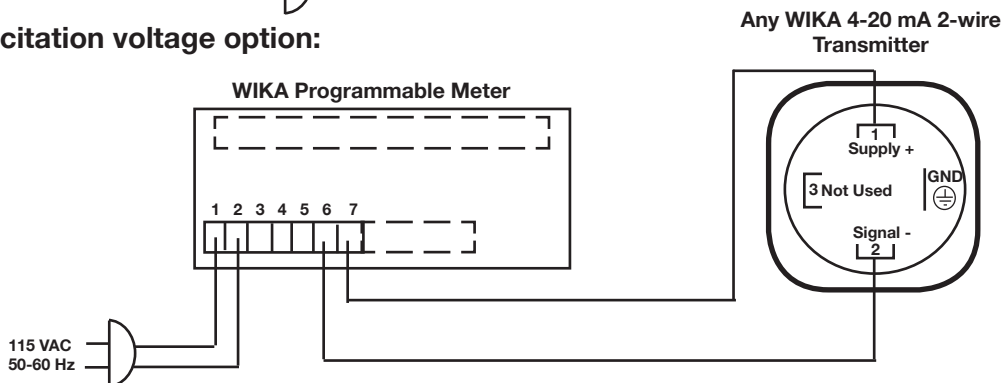 citation voltage option:
Any WIKA 4-20 mA 2-wire
Transmitter
WIKA Programmable Meter
1
Supply +
3 Not Used
GND
1 2 3 4 5 6 7
Signal -
2
115 VAC
50-60 Hz